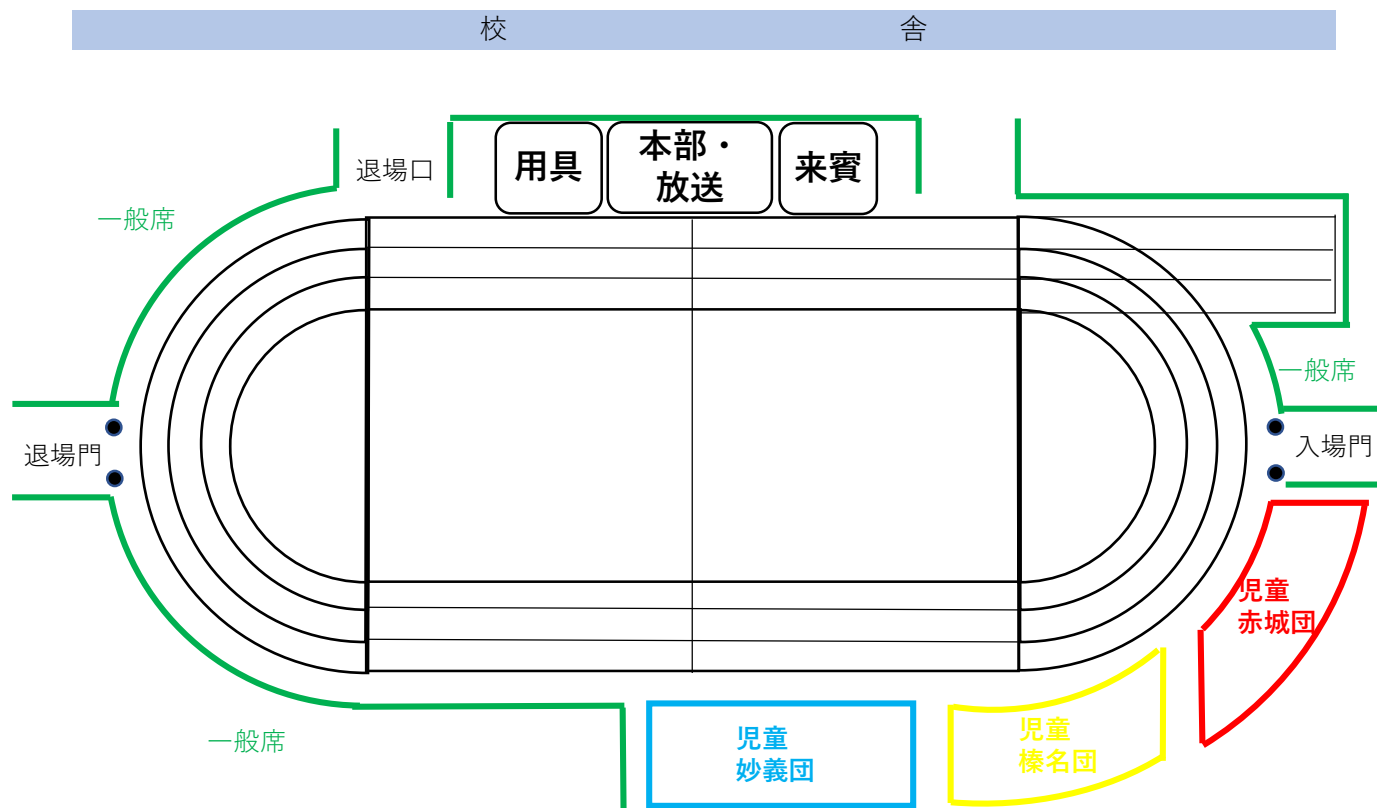 校舎
退場口
用具
本部・
放送
来賓
一般席
一般席
退場門
入場門
児童
赤城団
一般席
児童
妙義団
児童
榛名団